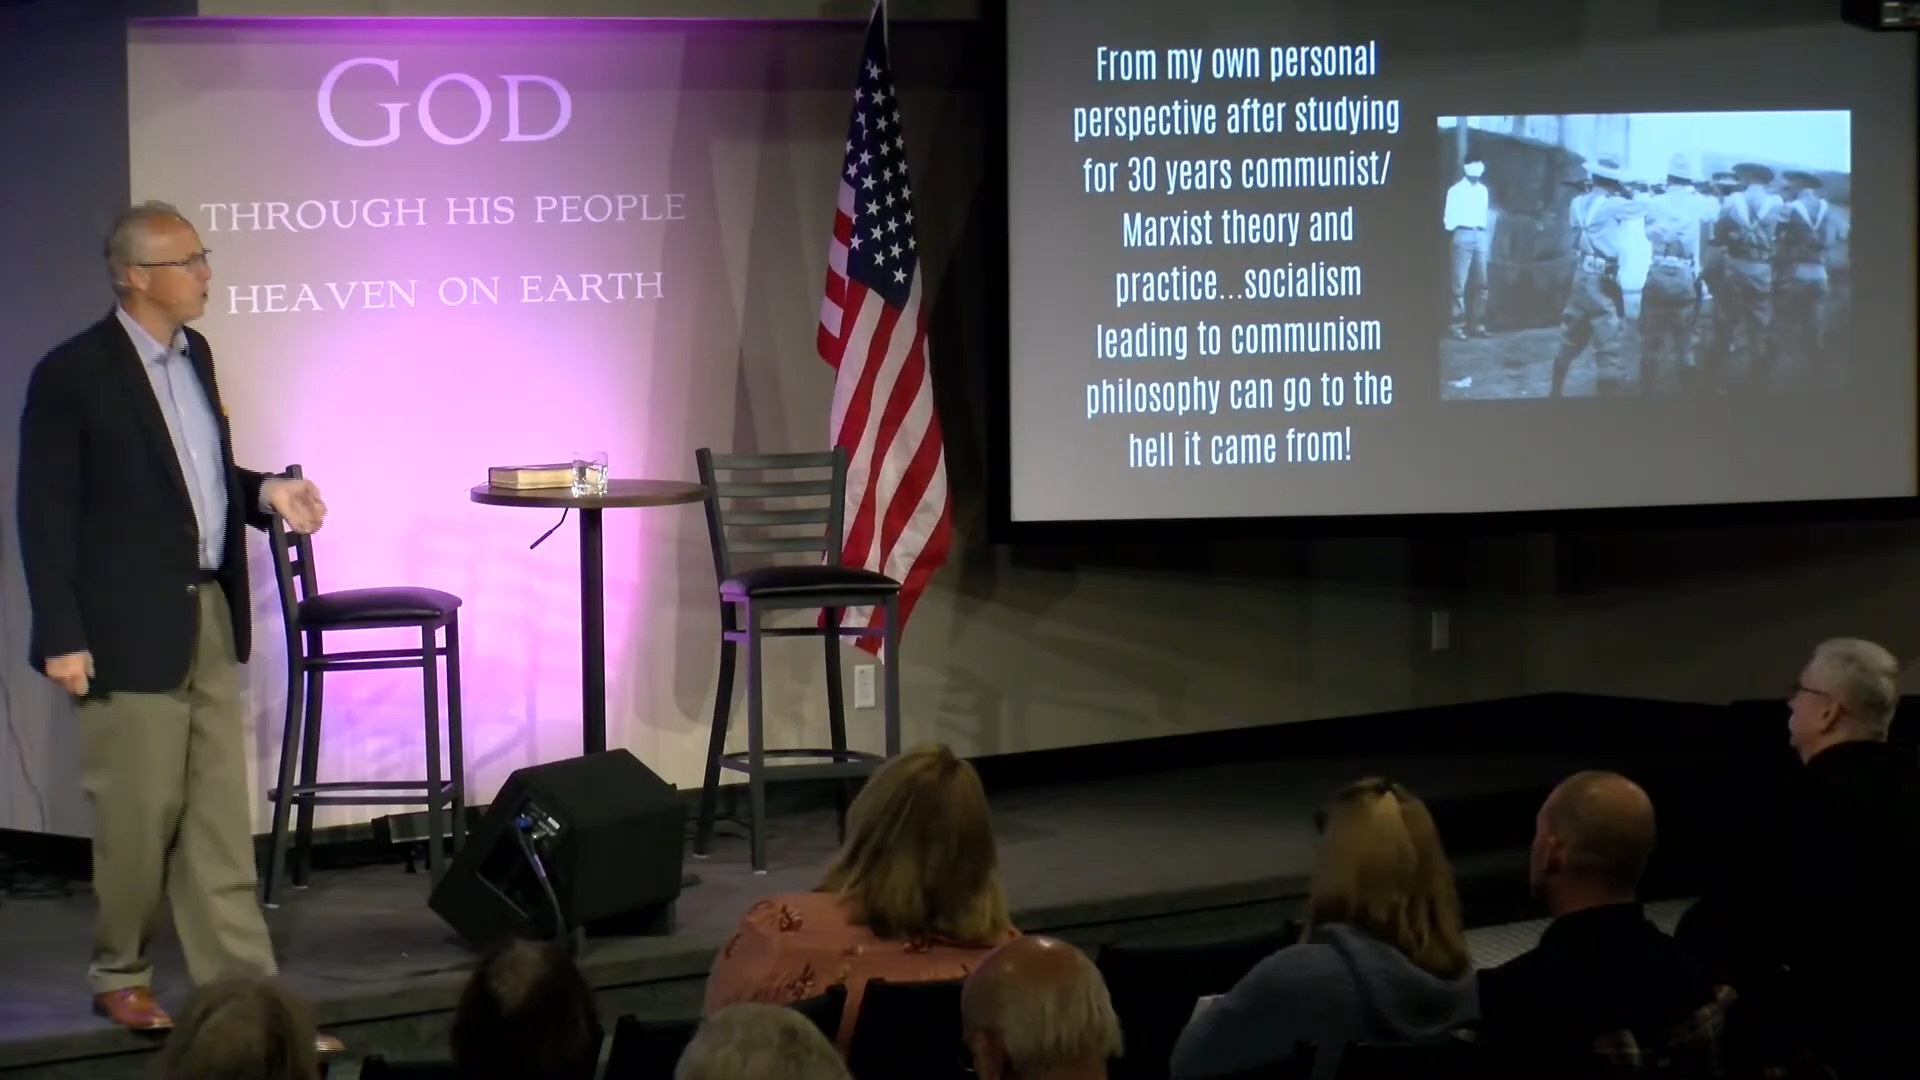 GOD
THROUGH HIS PEOPLE
HEAVEN ON EARTH
From my own personal
perspective after studying
for 30 years communist/
Marxist theory and
practice...socialism
leading to communism
philosophy can go to the
hell it came from!